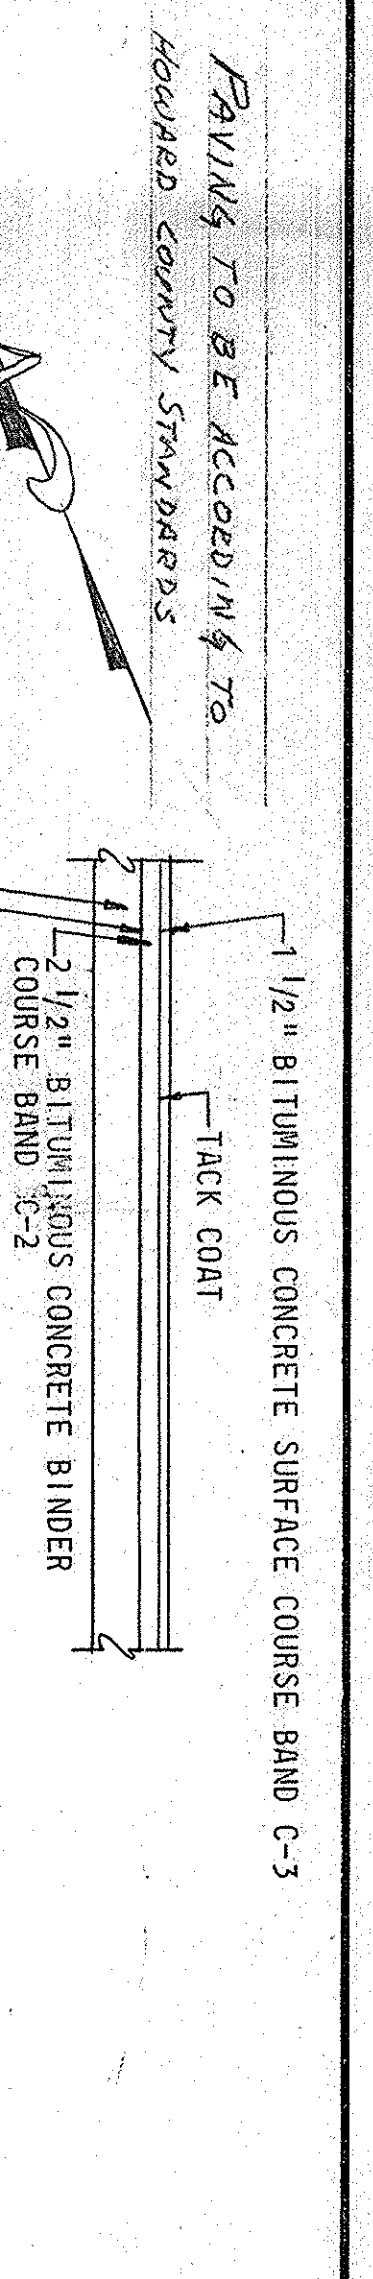 PAVING TO BE ACCORDING TO
HOWARD COUNTY STANDARDS
1 1/2" BITUMINOUS CONCRETE SURFACE COURSE BAND C-3
TACK COAT
2 1/2" BITUMINOUS CONCRETE BINDER
COURSE BAND C-2